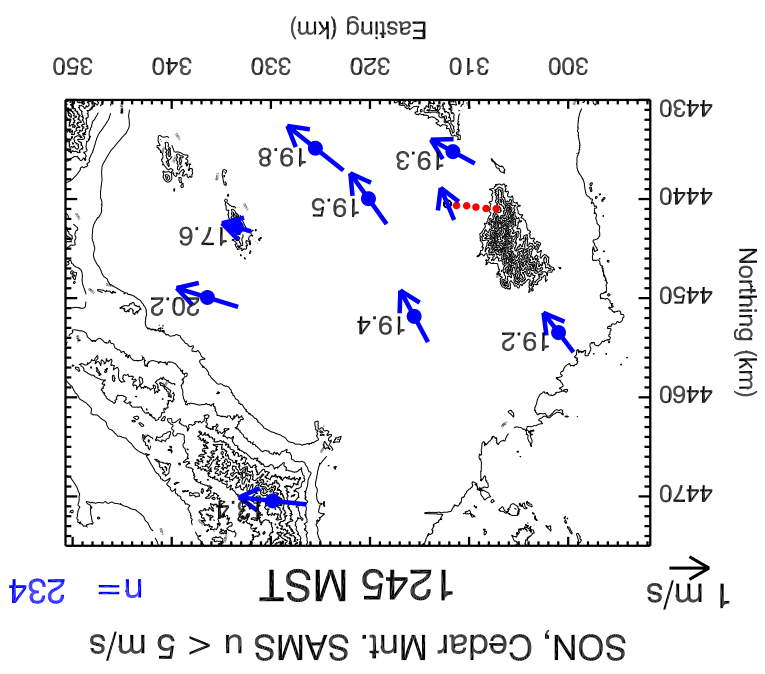 SON, Cedar Mnt. SAMS u < 5 m/s
1 m/s
1245 MST
n= 234
Northing (km)
4470
4460
4450
4440
4430
19.2
19.4
20.2
17.6
19.5
19.3
19.8
300 310 320 330 340 350
Easting (km)